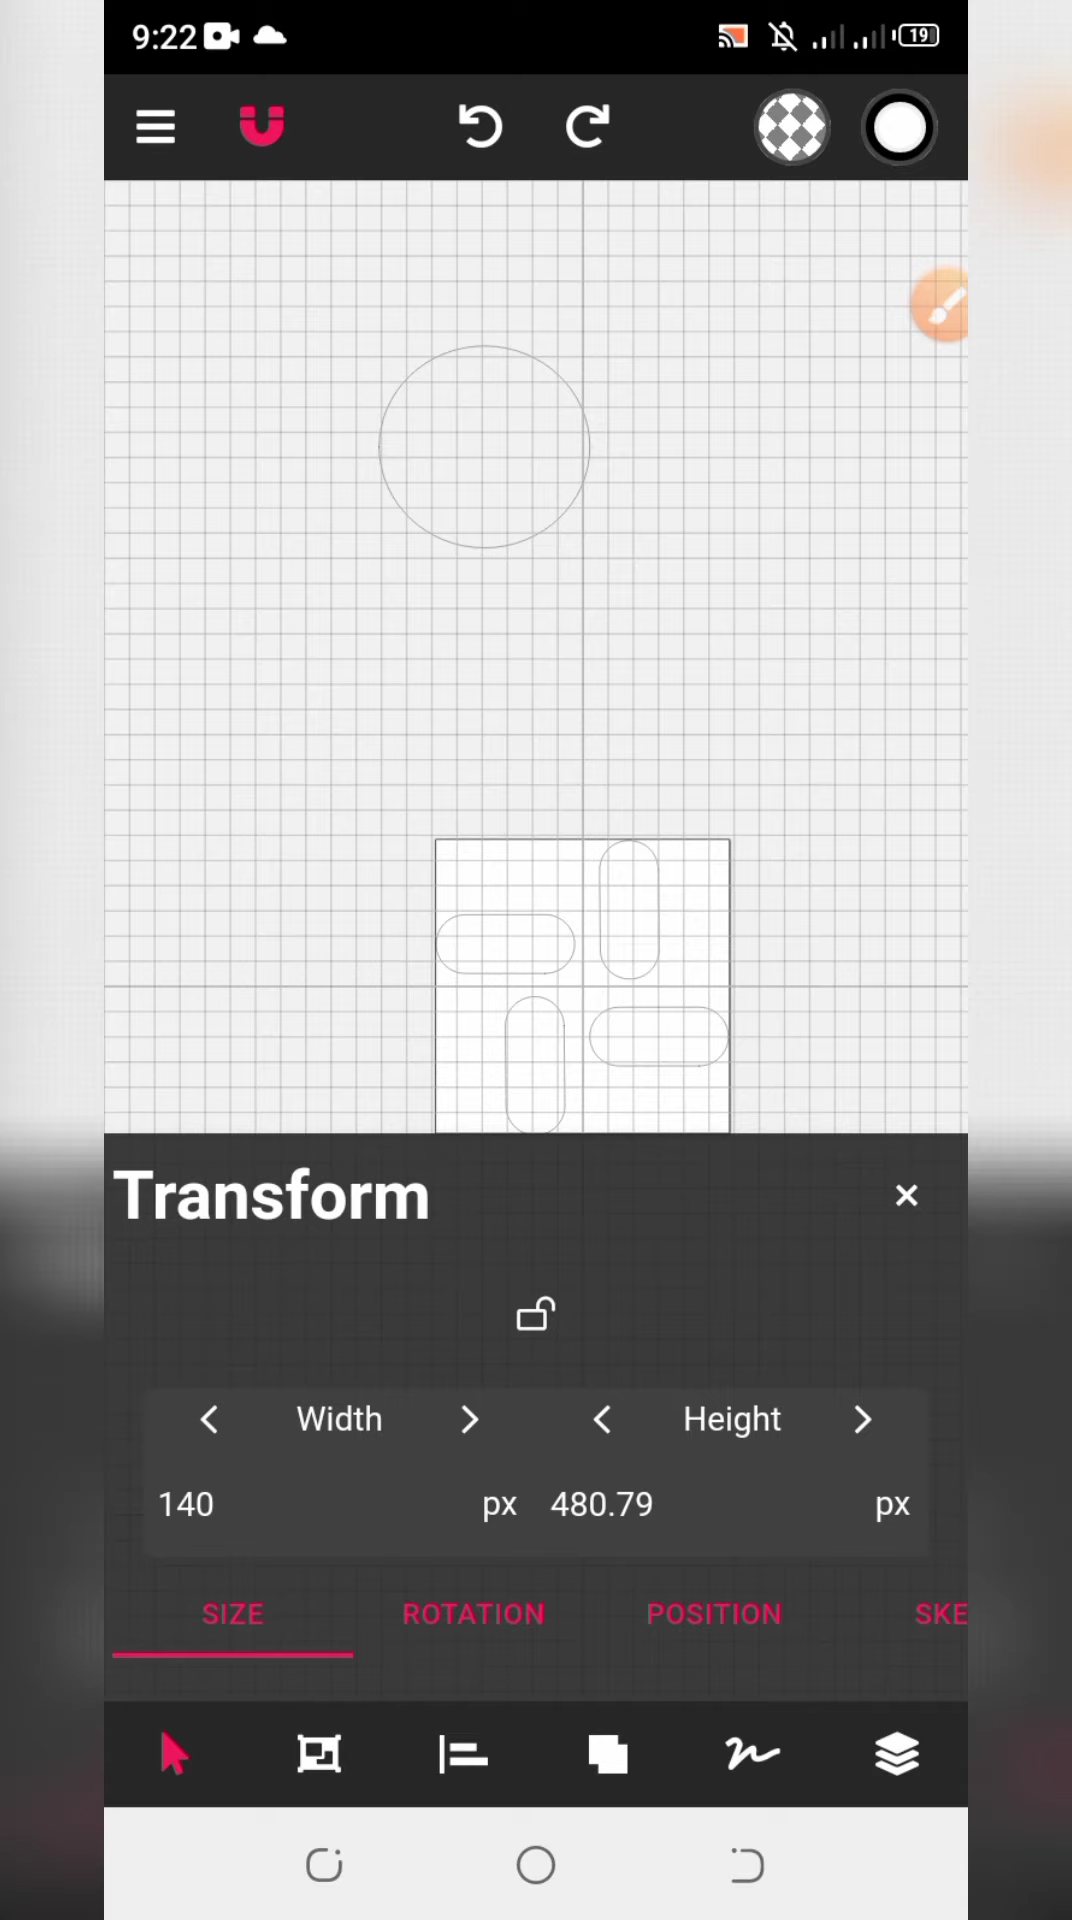 9:22
19
Transform
Width
Height
140
px
480.79
px
SIZE
ROTATION
POSITION
SKE